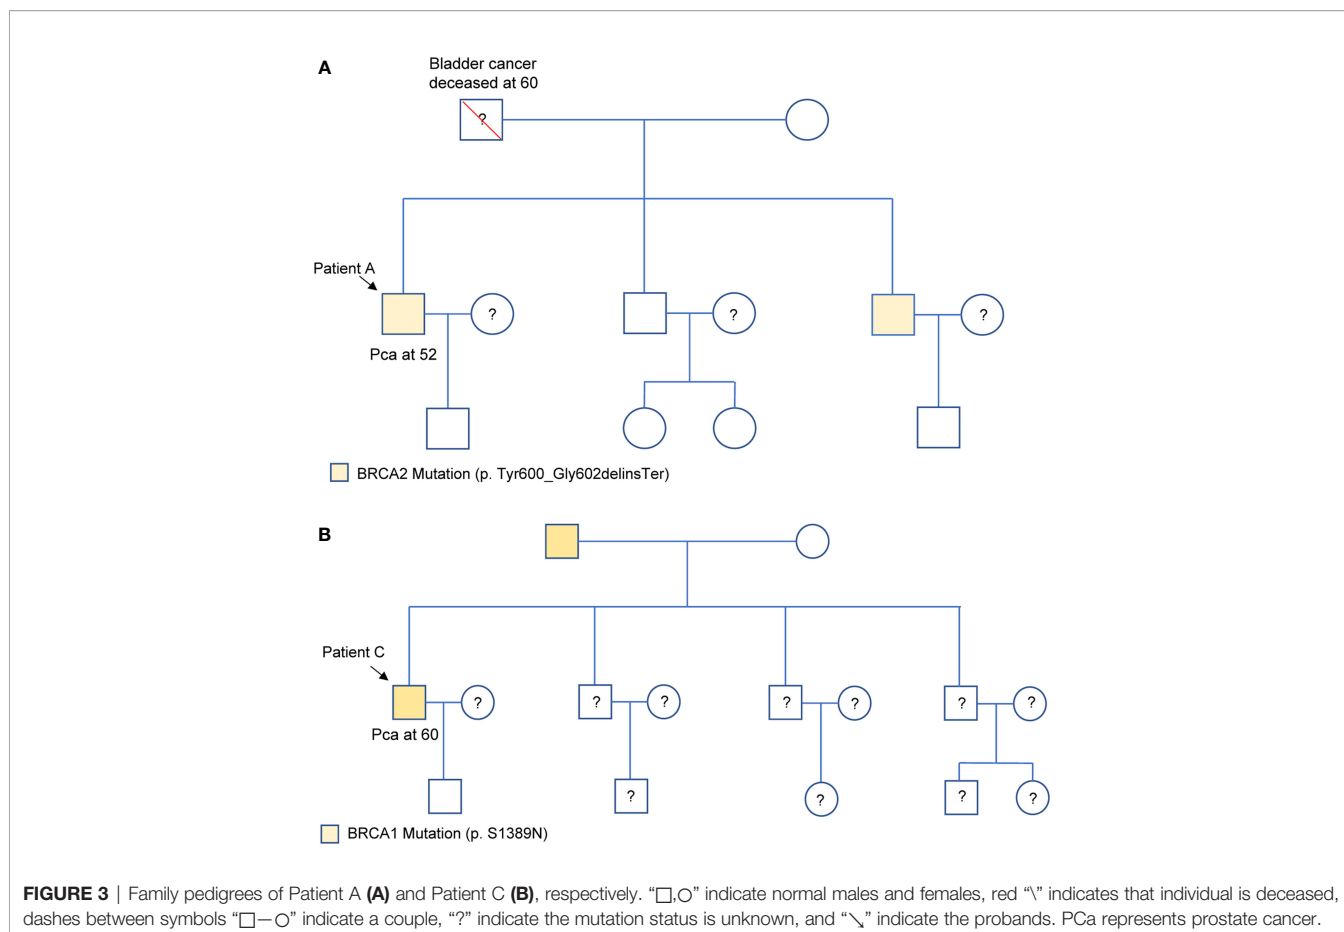 A
Bladder cancer
deceased at 60
?
Patient A
? ? ?
Pca at 52
BRCA2 Mutation (p. Tyr600_Gly602delinsTer)
B
Patient C
? ? ? ? ? ? ?
Pca at 60
? ? ? ?
BRCA1 Mutation (p. S1389N)
FIGURE 3 | Family pedigrees of Patient A (A) and Patient C (B), respectively. “□,○” indicate normal males and females, red “\” indicates that individual is deceased,
dashes between symbols “□—○” indicate a couple, “?” indicate the mutation status is unknown, and “↘” indicate the probands. PCa represents prostate cancer.